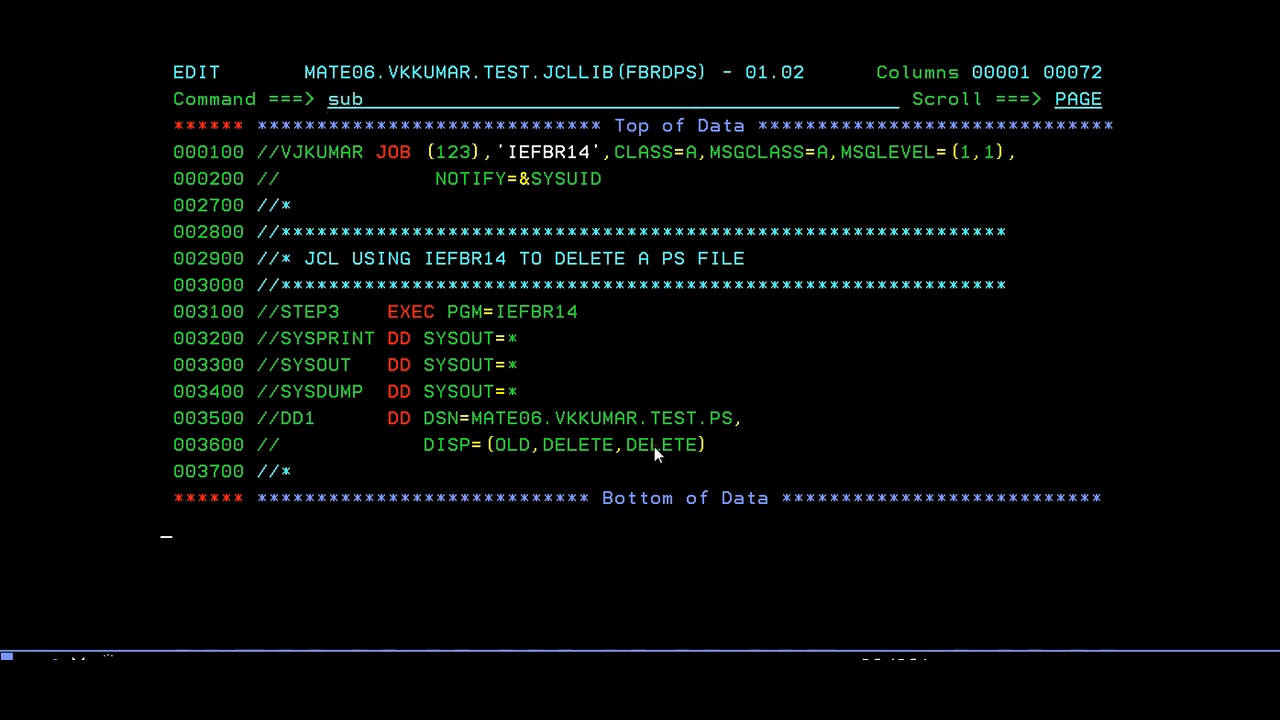 EDIT MATE06.VKKUMAR.TEST.JCLLIB(FBRDPS) - 01.02 Columns 00001 00072
Command ===> sub Scroll ===> PAGE
****** ***************************** Top of Data ******************************
000100 //VJKUMAR JOB (123),'IEFBR14',CLASS=A,MSGCLASS=A,MSGLEVEL=(1,1),
000200 // NOTIFY=&SYSUID
002700 //*
002800 //*************************************************************
002900 //* JCL USING IEFBR14 TO DELETE A PS FILE
003000 //*************************************************************
003100 //STEP3 EXEC PGM=IEFBR14
003200 //SYSPRINT DD SYSOUT=*
003300 //SYSOUT DD SYSOUT=*
003400 //SYSDUMP DD SYSOUT=*
003500 //DD1 DD DSN=MATE06.VKKUMAR.TEST.PS,
003600 // DISP=(OLD,DELETE,DELETE)
003700 //*
****** **************************** Bottom of Data ***************************